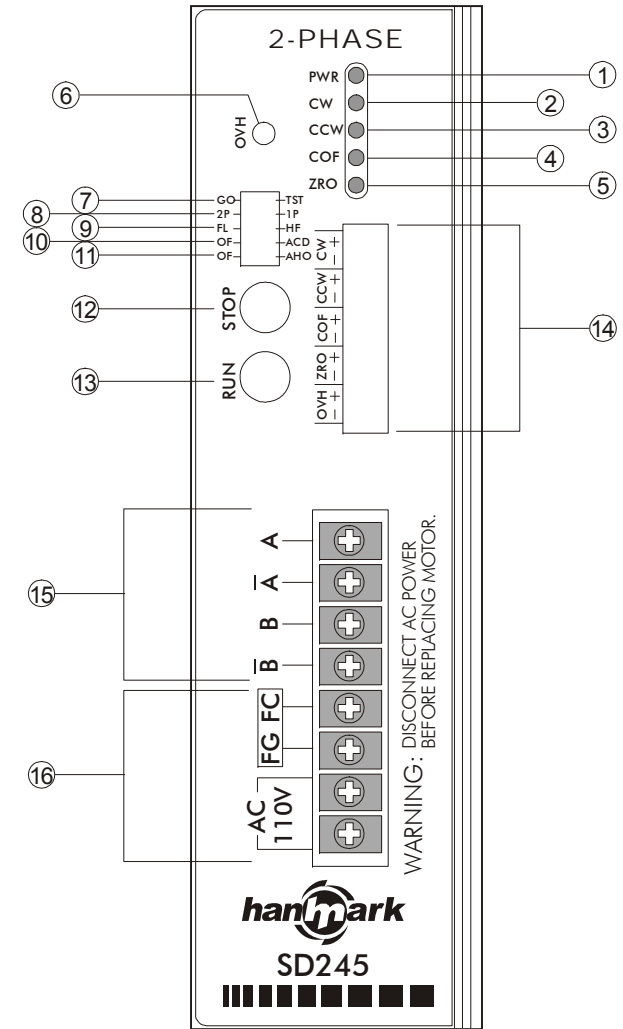 2-PHASE
PWR 1
CW 2
CCW 3
COF 4
ZRO 5
6 OVH
7 GO TST
8 2P 1P
9 FL HF
10 OF ACD
11 OF AHO
12 STOP
13 RUN
CW + −
CCW + −
COF + −
ZRO + −
OVH + −
14
15
A
A̅
B
B̅
16
FC
FG
AC
110V
WARNING: DISCONNECT AC POWER
BEFORE REPLACING MOTOR.
hanmark
SD245